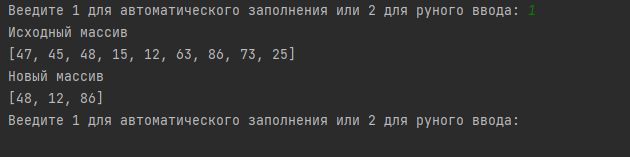 Веедите 1 для автоматического заполнения или 2 для руного ввода: 1
Исходный массив
[47, 45, 48, 15, 12, 63, 86, 73, 25]
Новый массив
[48, 12, 86]
Веедите 1 для автоматического заполнения или 2 для руного ввода: